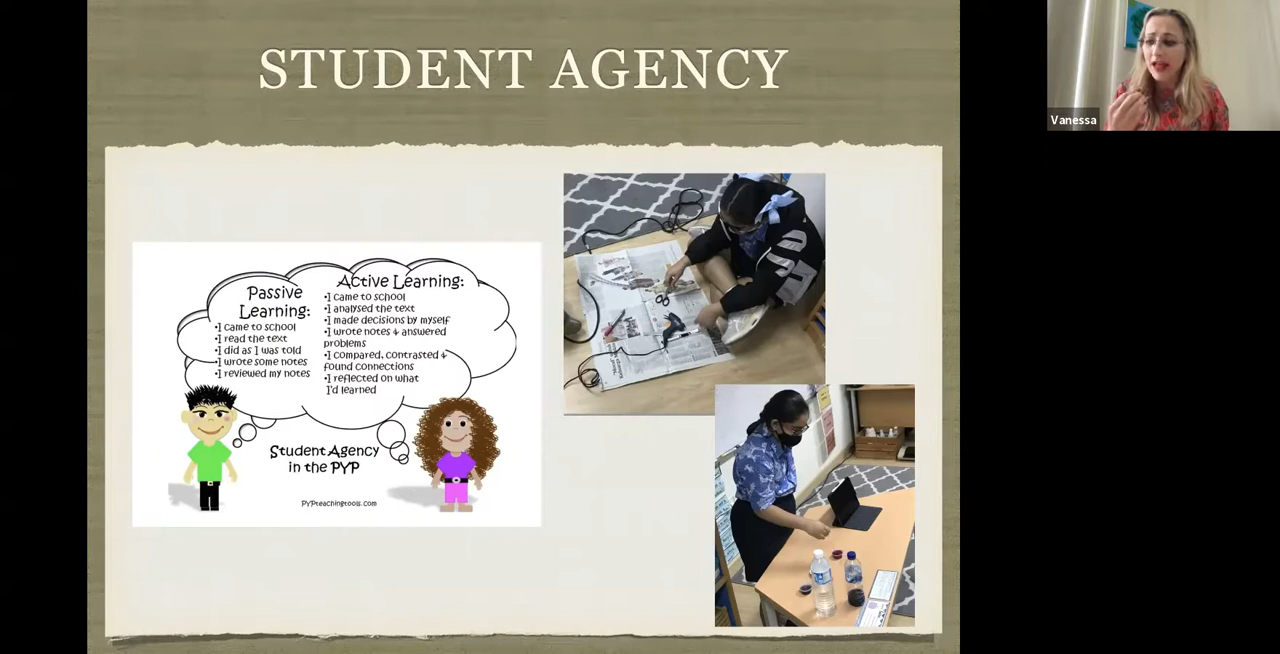 STUDENT AGENCY
Vanessa
Passive
Learning:
•I came to school
•I read the text
•I did as I was told
•I wrote some notes
•I reviewed my notes
Active Learning:
•I came to school
•I analysed the text
•I made decisions by myself
•I wrote notes & answered
problems
•I compared, contrasted &
found connections
•I reflected on what
I'd learned
Student Agency
in the PYP
PYPteachingtools.com